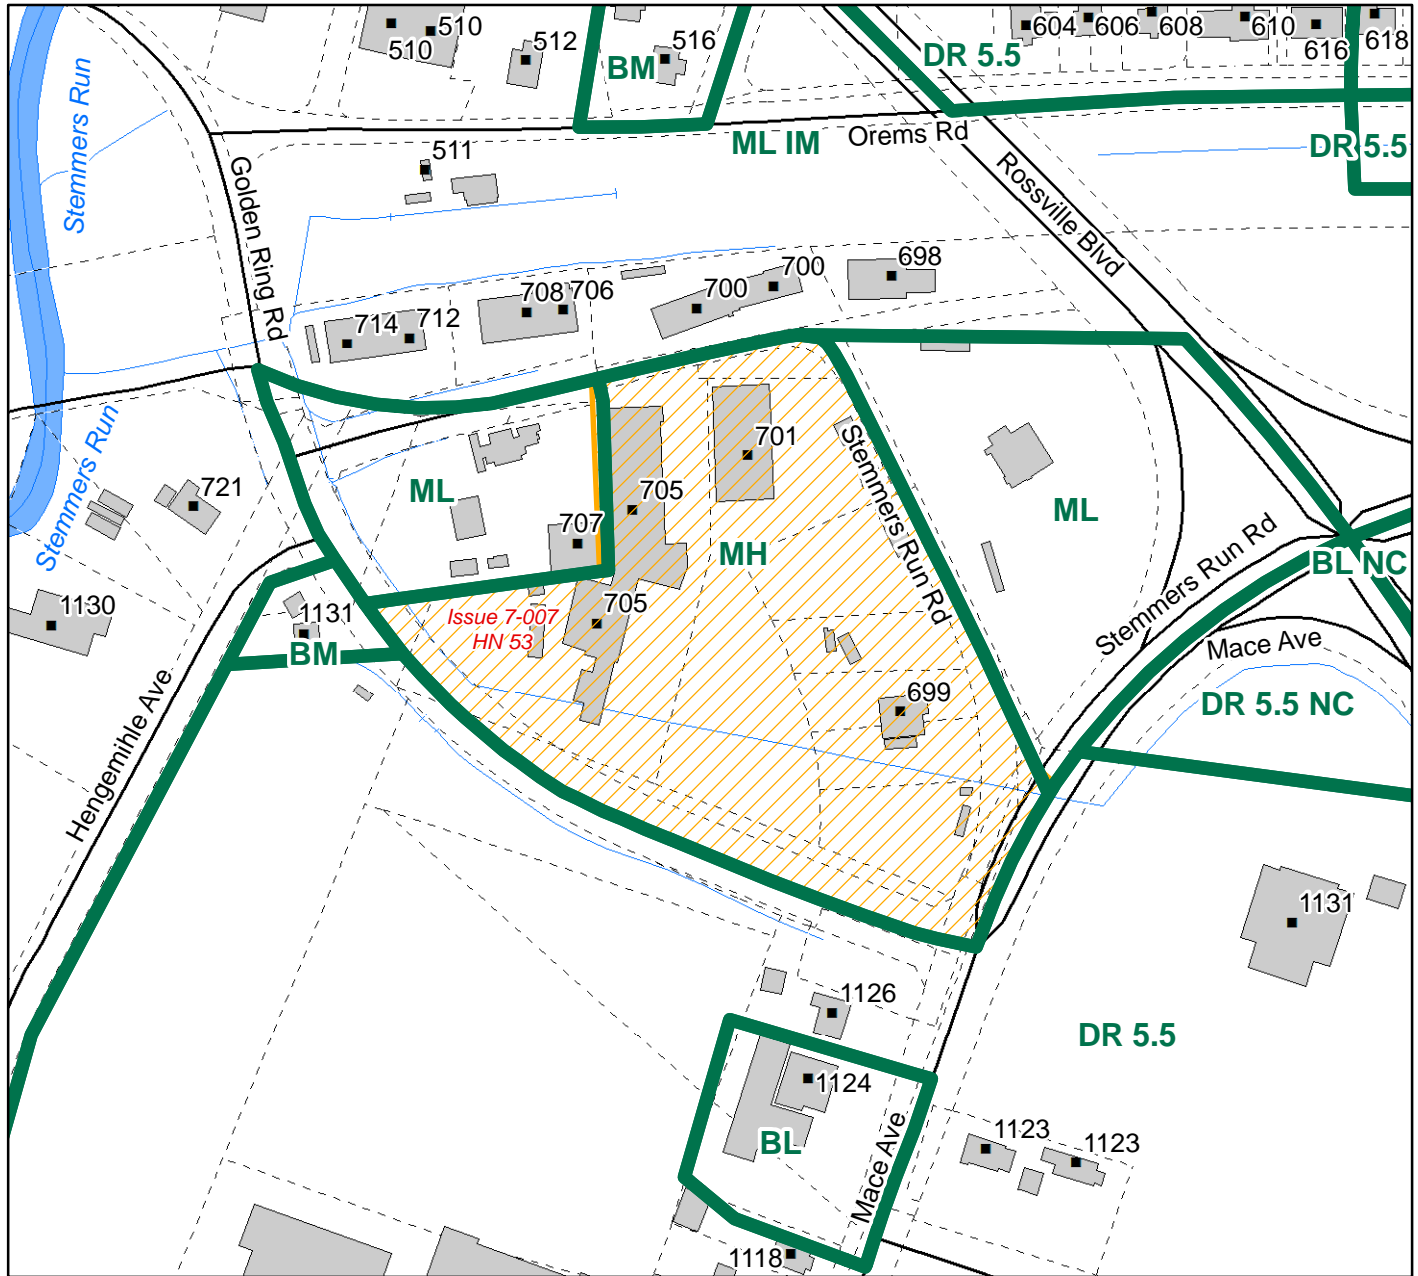 510
510
512
BM
516
DR 5.5
604
606
608
610
616
618
Stemmers Run
ML IM
Orems Rd
DR 5.5
511
Golden Ring Rd
Rossville Blvd
698
700
700
708
706
714
712
701
Stemmers Run Rd
721
ML
705
ML
707
MH
Stemmers Run
Stemmers Run Rd
BL NC
1130
1131
Issue 7-007
HN 53
705
BM
Mace Ave
699
DR 5.5 NC
Hengemihle Ave
1131
1126
DR 5.5
1124
BL
Mace Ave
1123
1123
1118